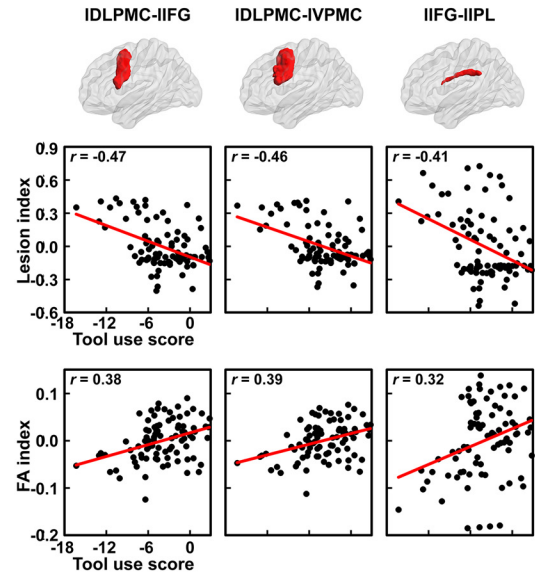 lDLPMC-lIFG lDLPMC-lVPMC lIFG-lIPL
r = -0.47 r = -0.46 r = -0.41
Lesion index
0.9
0.6
0.3
0.0
-0.3
-0.6
-18 -12 -6 0
Tool use score
r = 0.38 r = 0.39 r = 0.32
FA index
0.1
0.0
-0.1
-0.2
-18 -12 -6 0
Tool use score